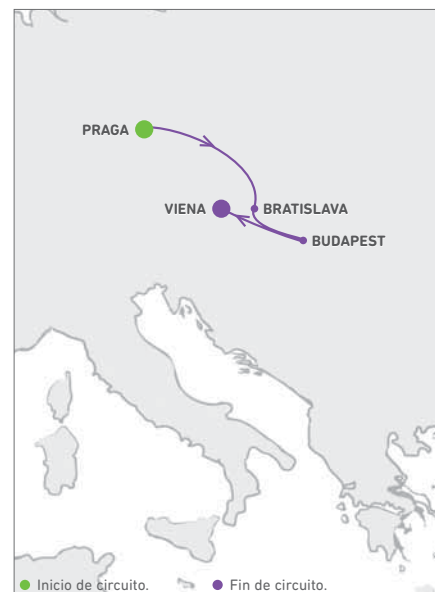 PRAGA
VIENA
BRATISLAVA
BUDAPEST
Inicio de circuito.
Fin de circuito.